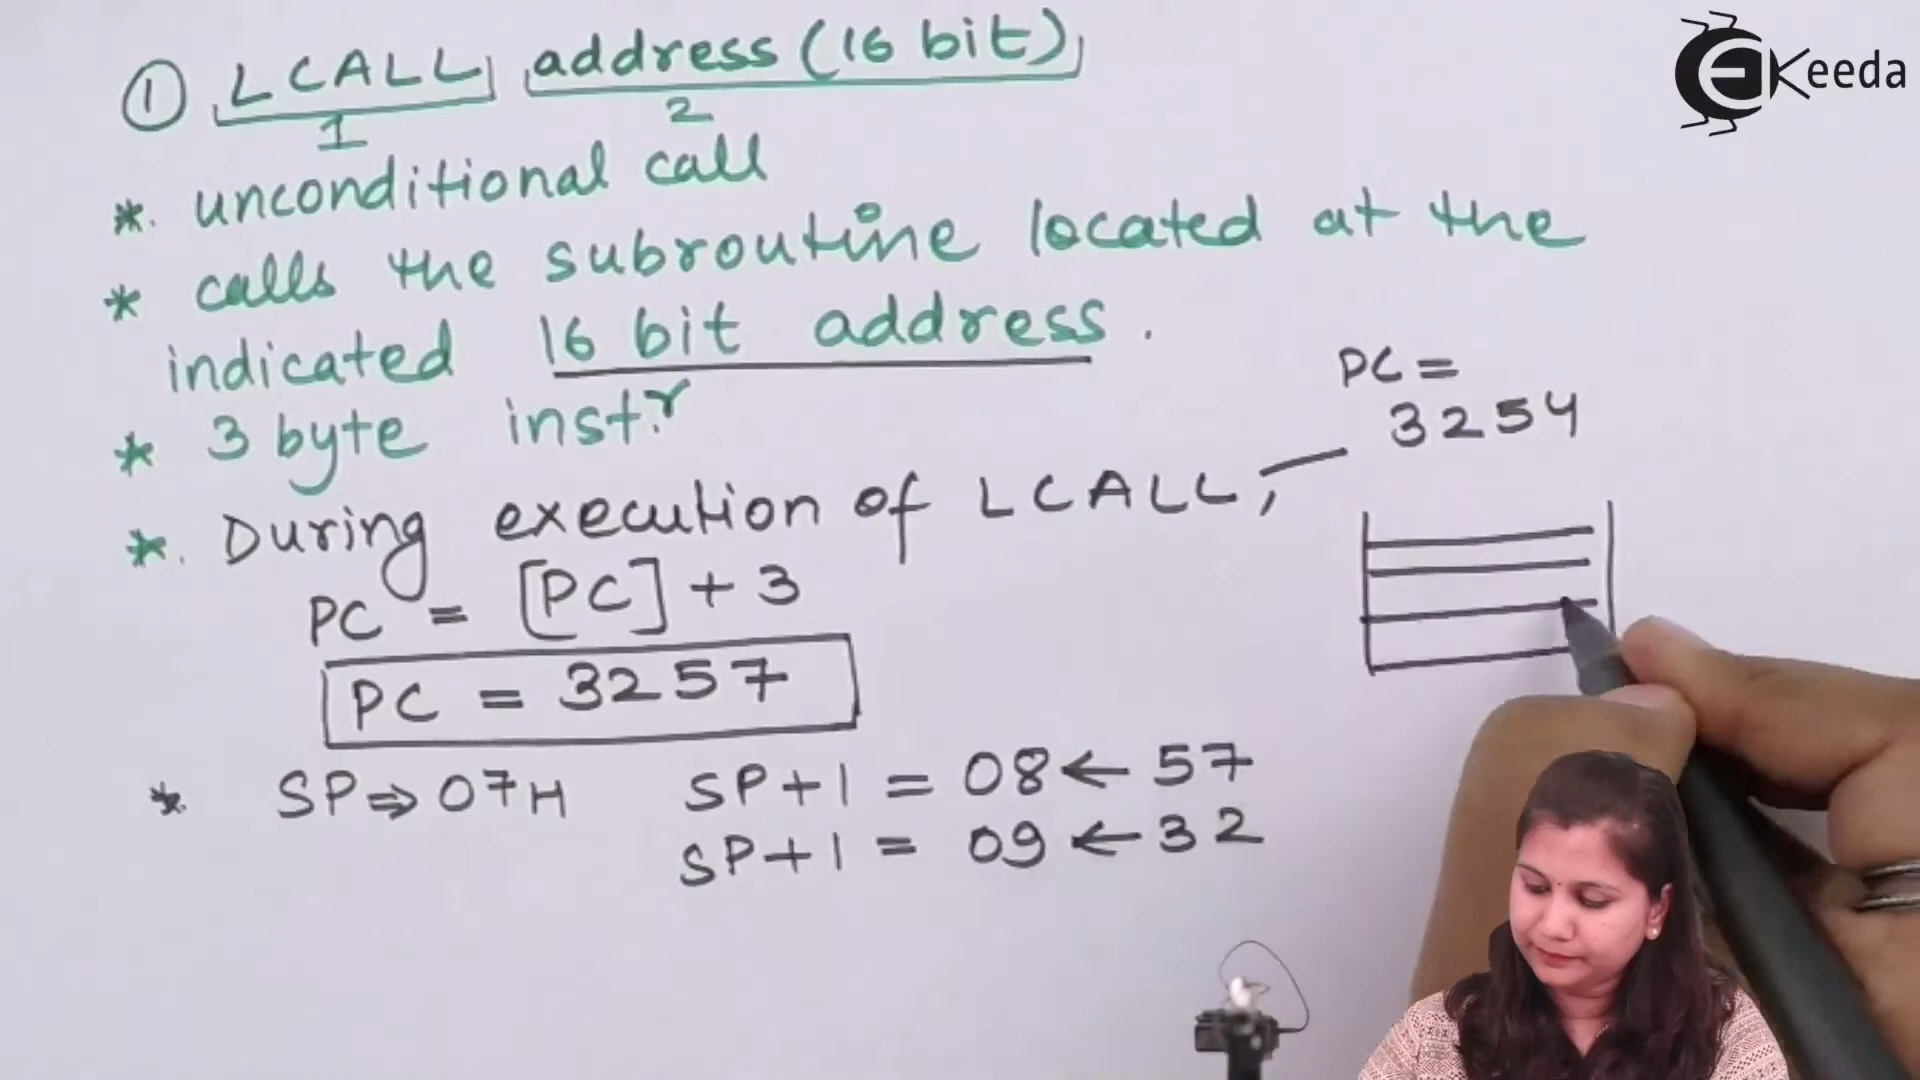 ① LCALL address (16 bit)
1 2
* unconditional call
* calls the subroutine located at the
indicated 16 bit address.
* 3 byte instr
* During execution of LCALL,
PC = [PC] + 3
PC = 3257
PC =
3254
* SP ⇒ 07H SP+1 = 08 ← 57
SP+1 = 09 ← 32
EKeeda